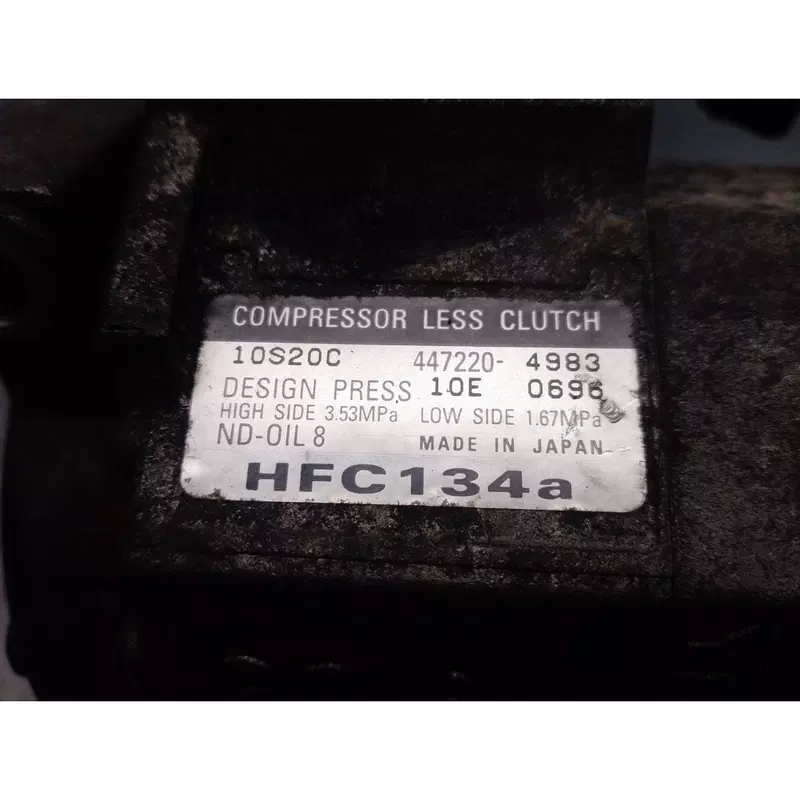 COMPRESSOR LESS CLUTCH
10S20C 447220- 4983
DESIGN PRESS. 10E 0696
HIGH SIDE 3.53MPa LOW SIDE 1.67MPa
ND-OIL 8 MADE IN JAPAN
HFC134a